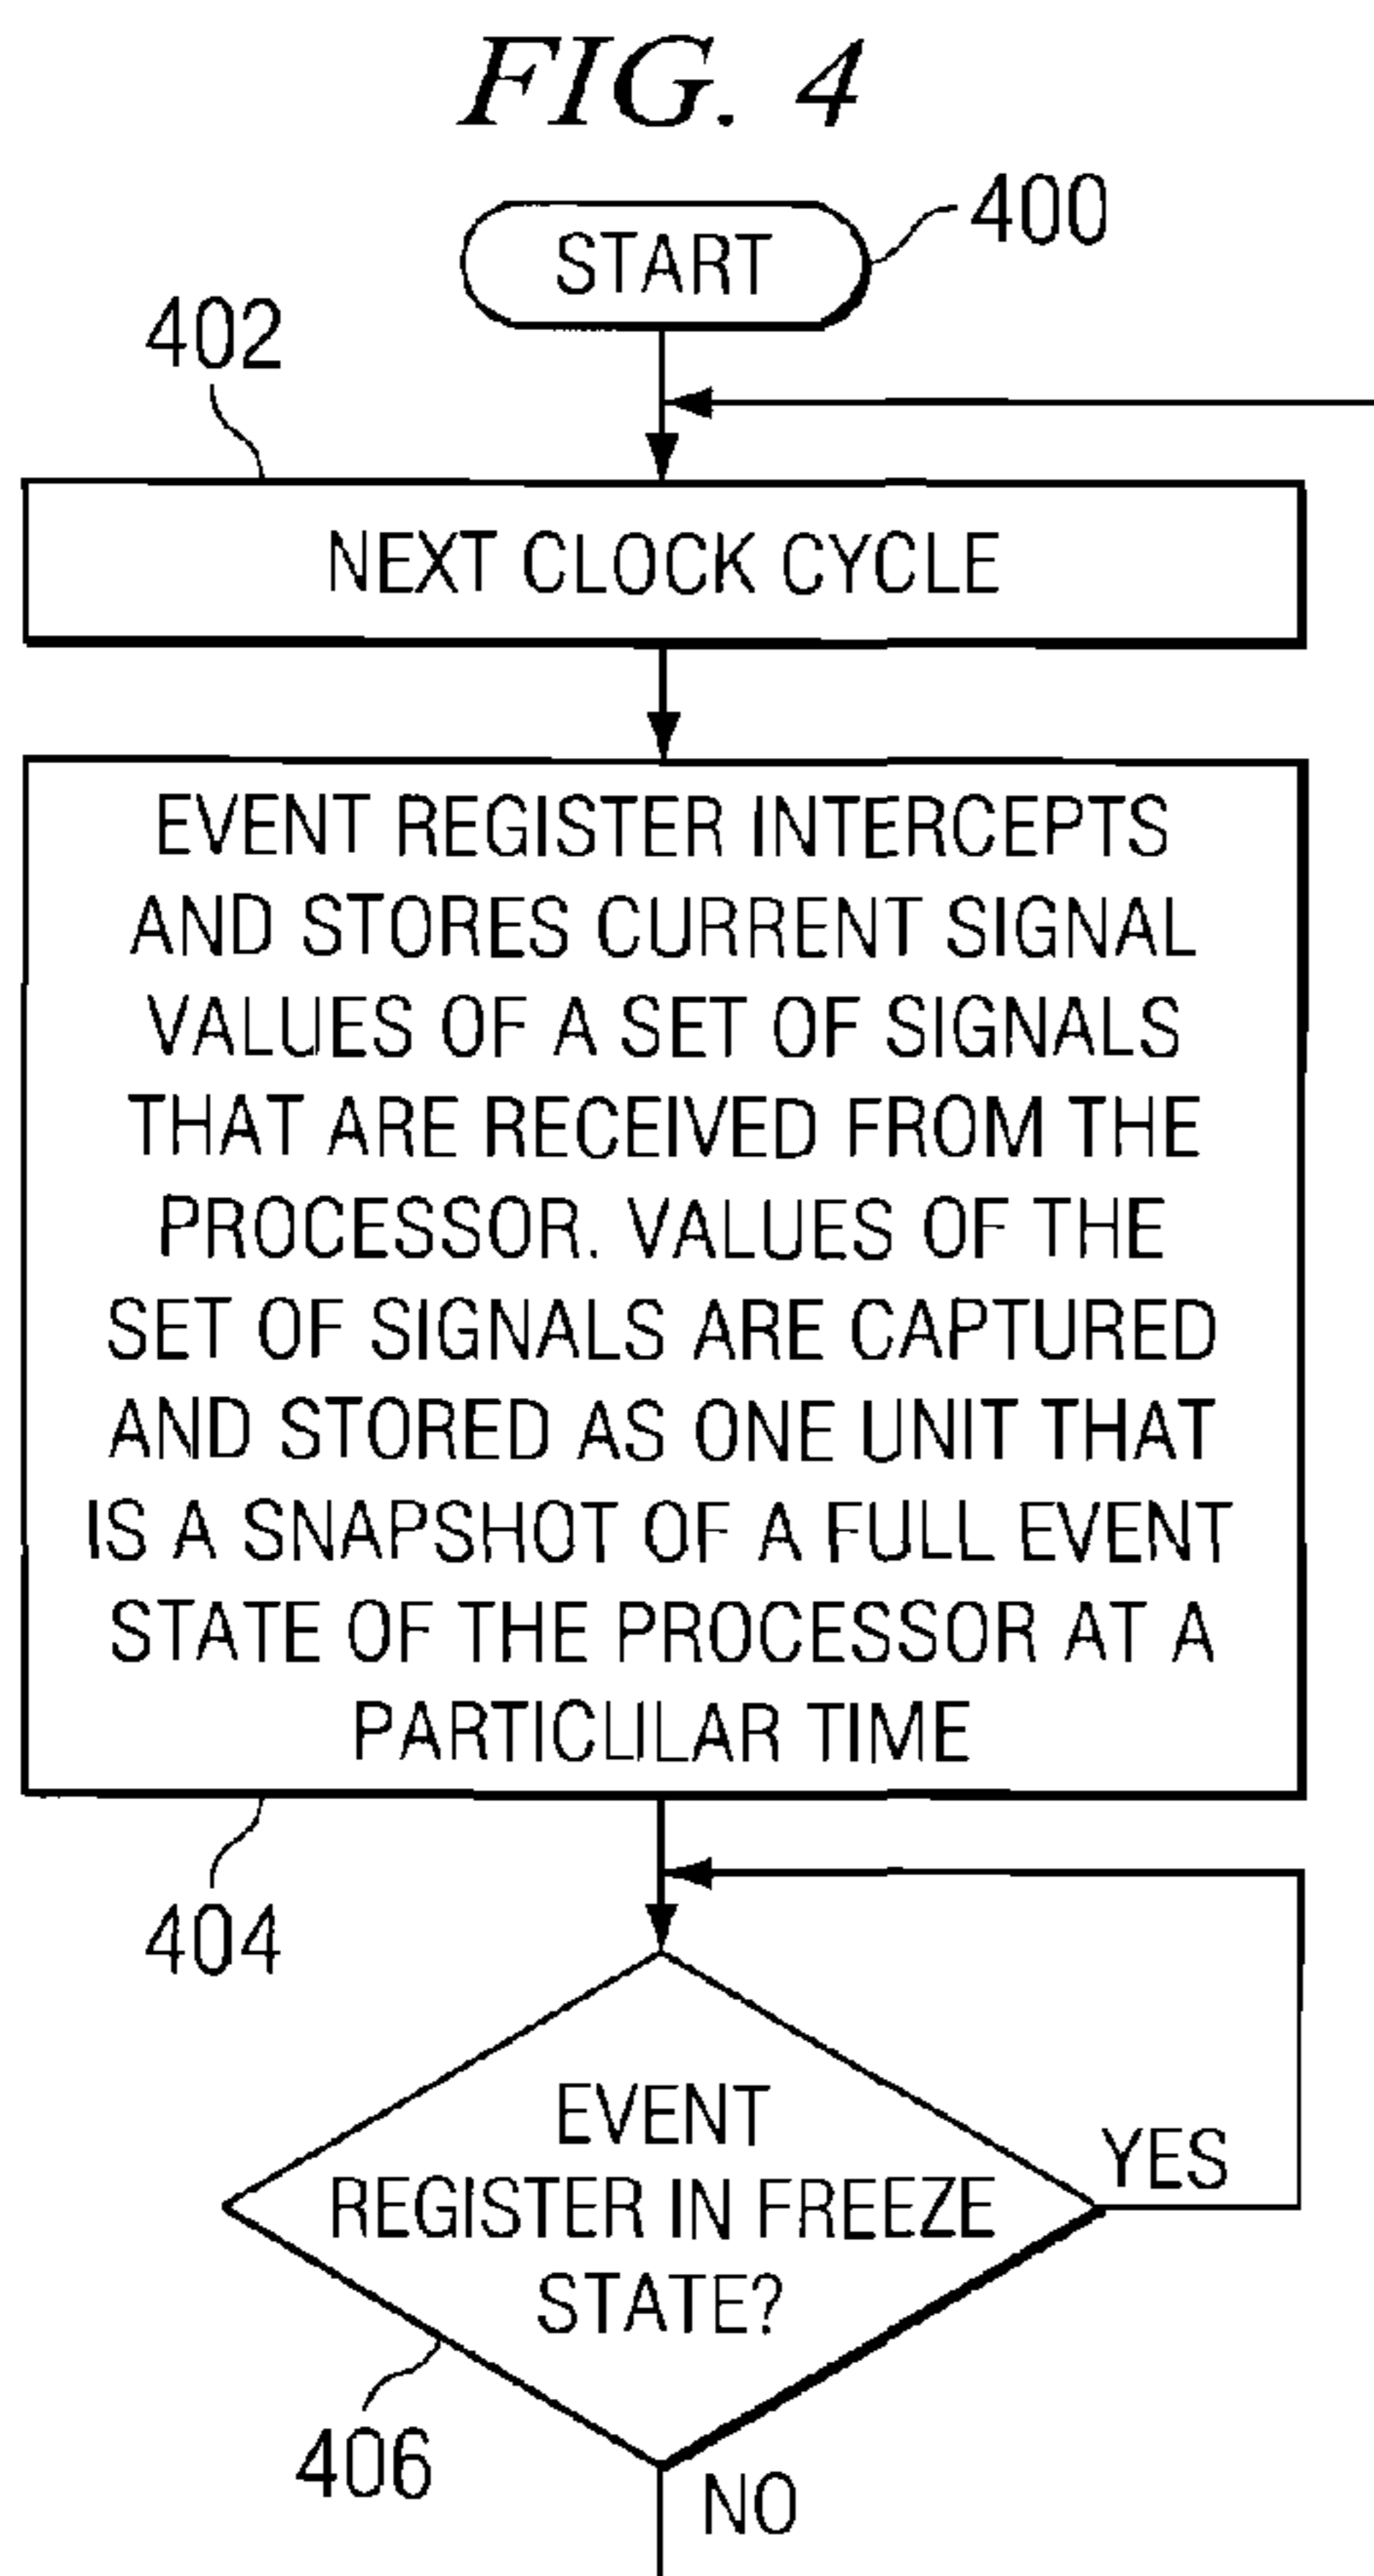 FIG. 4
START
400
402
NEXT CLOCK CYCLE
EVENT REGISTER INTERCEPTS
AND STORES CURRENT SIGNAL
VALUES OF A SET OF SIGNALS
THAT ARE RECEIVED FROM THE
PROCESSOR. VALUES OF THE
SET OF SIGNALS ARE CAPTURED
AND STORED AS ONE UNIT THAT
IS A SNAPSHOT OF A FULL EVENT
STATE OF THE PROCESSOR AT A
PARTICULAR TIME
404
EVENT
REGISTER IN FREEZE
STATE?
YES
406
NO